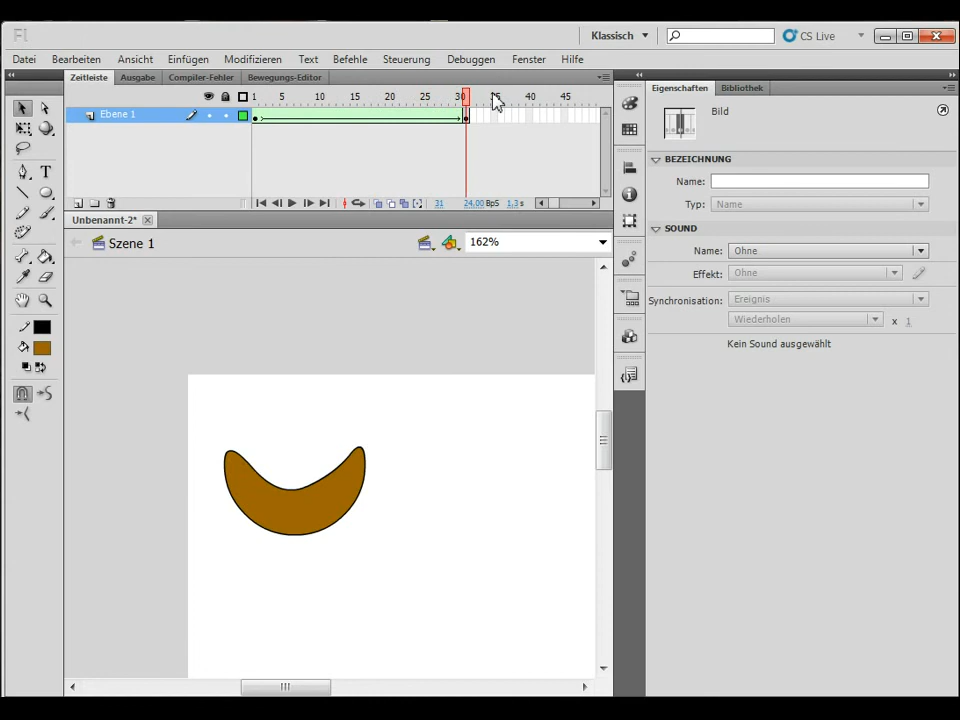 Fl
Klassisch
CS Live
Datei Bearbeiten Ansicht Einfügen Modifizieren Text Befehle Steuerung Debuggen Fenster Hilfe
Zeitleiste Ausgabe Compiler-Fehler Bewegungs-Editor
1 5 10 15 20 25 30 35 40 45
Ebene 1
31 24,00 BpS 1,3 s
Unbenannt-2*
Szene 1
162%
Eigenschaften Bibliothek
Bild
BEZEICHNUNG
Name:
Typ: Name
SOUND
Name: Ohne
Effekt: Ohne
Synchronisation: Ereignis
Wiederholen x 1
Kein Sound ausgewählt